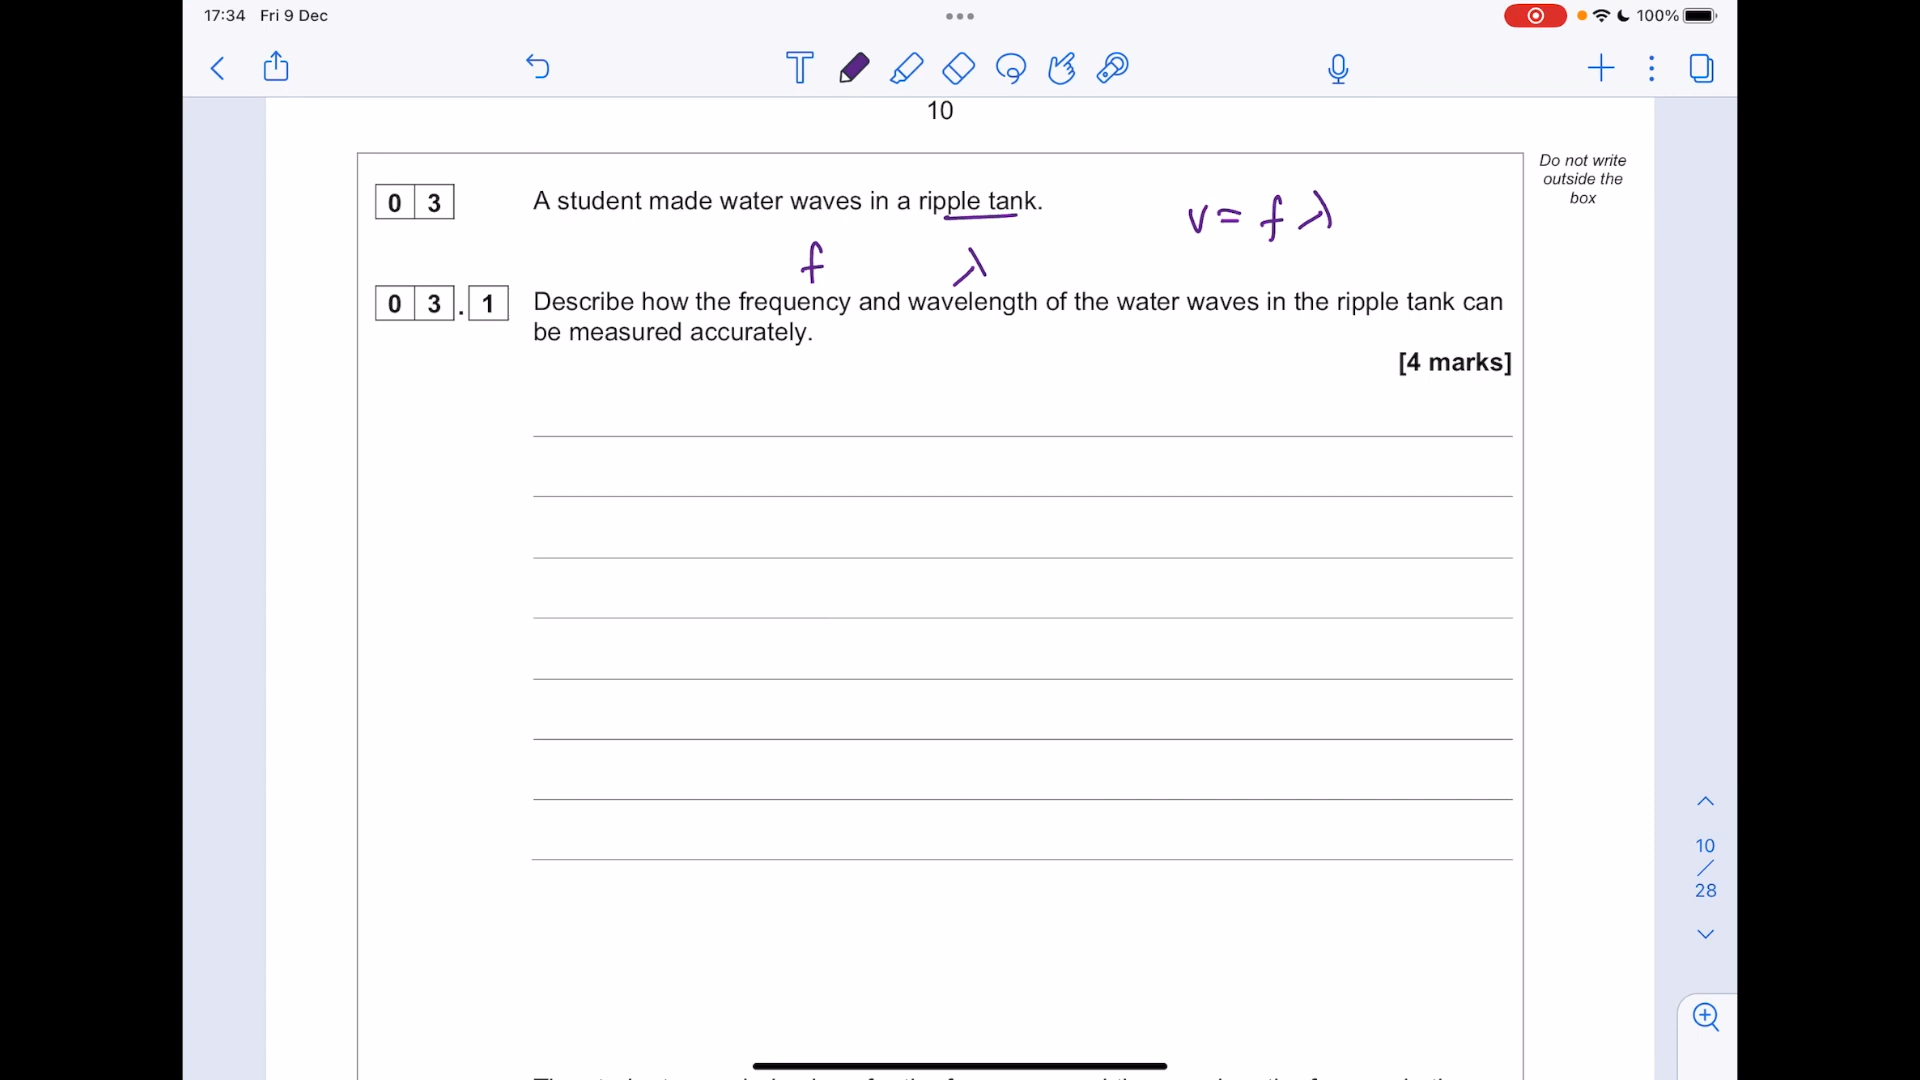 17:34 Fri 9 Dec
100%
10
Do not write
outside the
box
0 3 A student made water waves in a ripple tank.
v = f λ
f λ
0 3 . 1 Describe how the frequency and wavelength of the water waves in the ripple tank can
be measured accurately.
[4 marks]
10
/
28